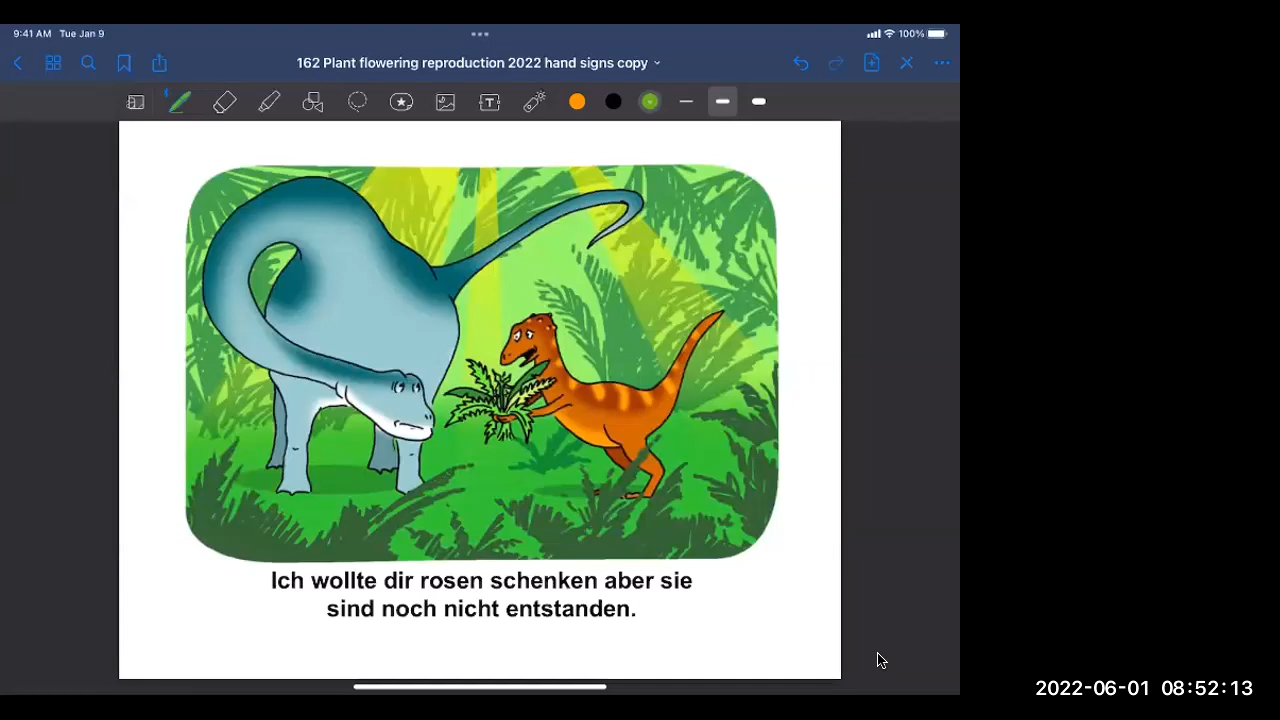 9:41 AM Tue Jan 9
100%
162 Plant flowering reproduction 2022 hand signs copy
T
Ich wollte dir rosen schenken aber sie
sind noch nicht entstanden.
2022-06-01 08:52:13